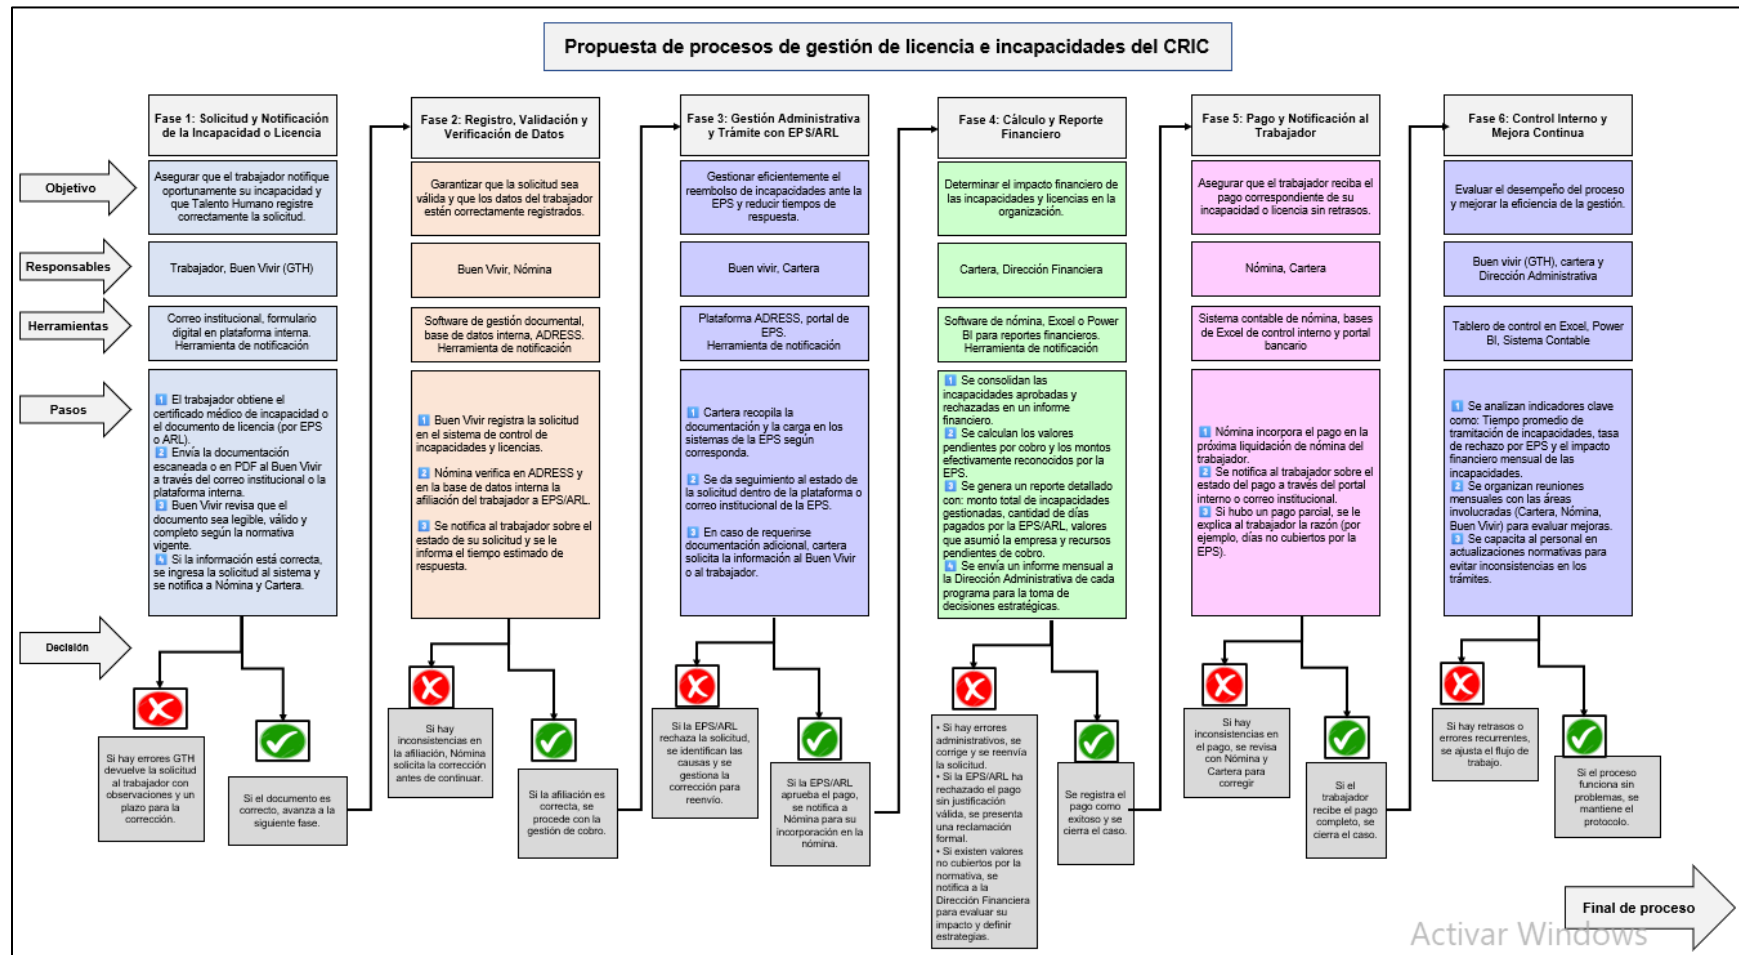 Propuesta de procesos de gestión de licencia e incapacidades del CRIC
Fase 1: Solicitud y Notificación
de la Incapacidad o Licencia
Fase 2: Registro, Validación y
Verificación de Datos
Fase 3: Gestión Administrativa
y Trámite con EPS/ARL
Fase 4: Cálculo y Reporte
Financiero
Fase 5: Pago y Notificación al
Trabajador
Fase 6: Control Interno y
Mejora Continua
Objetivo
Asegurar que el trabajador notifique
oportunamente su incapacidad y
que Talento Humano registre
correctamente la solicitud.
Garantizar que la solicitud sea
válida y que los datos del trabajador
estén correctamente registrados.
Gestionar eficientemente el
reembolso de incapacidades ante la
EPS y reducir tiempos de
respuesta.
Determinar el impacto financiero de
las incapacidades y licencias en la
organización.
Asegurar que el trabajador reciba el
pago correspondiente de su
incapacidad o licencia sin retrasos.
Evaluar el desempeño del proceso
y mejorar la eficiencia de la gestión.
Responsables
Trabajador, Buen Vivir (GTH)
Buen Vivir, Nómina
Buen vivir, Cartera
Cartera, Dirección Financiera
Nómina, Cartera
Buen vivir (GTH), cartera y
Dirección Administrativa
Herramientas
Correo institucional, formulario
digital en plataforma interna.
Herramienta de notificación
Software de gestión documental,
base de datos interna, ADRESS.
Herramienta de notificación
Plataforma ADRESS, portal de
EPS.
Herramienta de notificación
Software de nómina, Excel o Power
BI para reportes financieros.
Herramienta de notificación
Sistema contable de nómina, bases
de Excel de control interno y portal
bancario
Tablero de control en Excel, Power
BI, Sistema Contable
Pasos
1 El trabajador obtiene el
certificado médico de incapacidad o
el documento de licencia (por EPS
o ARL).
2 Envía la documentación
escaneada o en PDF al Buen Vivir
a través del correo institucional o la
plataforma interna.
3 Buen Vivir revisa que el
documento sea legible, válido y
completo según la normativa
vigente.
4 Si la información está correcta,
se ingresa la solicitud al sistema y
se notifica a Nómina y Cartera.
1 Buen Vivir registra la solicitud
en el sistema de control de
incapacidades y licencias.
2 Nómina verifica en ADRESS y
en la base de datos interna la
afiliación del trabajador a EPS/ARL.
3 Se notifica al trabajador sobre el
estado de su solicitud y se le
informa el tiempo estimado de
respuesta.
1 Cartera recopila la
documentación y la carga en los
sistemas de la EPS según
corresponda.
2 Se da seguimiento al estado de
la solicitud dentro de la plataforma o
correo institucional de la EPS.
3 En caso de requerirse
documentación adicional, cartera
solicita la información al Buen Vivir
o al trabajador.
1 Se consolidan las
incapacidades aprobadas y
rechazadas en un informe
financiero.
2 Se calculan los valores
pendientes por cobro y los montos
efectivamente reconocidos por la
EPS.
3 Se genera un reporte detallado
con: monto total de incapacidades
gestionadas, cantidad de días
pagados por la EPS/ARL, valores
que asumió la empresa y recursos
pendientes de cobro.
4 Se envía un informe mensual a
la Dirección Administrativa de cada
programa para la toma de
decisiones estratégicas.
1 Nómina incorpora el pago en la
próxima liquidación de nómina del
trabajador.
2 Se notifica al trabajador sobre el
estado del pago a través del portal
interno o correo institucional.
3 Si hubo un pago parcial, se le
explica al trabajador la razón (por
ejemplo, días no cubiertos por la
EPS).
1 Se analizan indicadores clave
como: Tiempo promedio de
tramitación de incapacidades, tasa
de rechazo por EPS y el impacto
financiero mensual de las
incapacidades.
2 Se organizan reuniones
mensuales con las áreas
involucradas (Cartera, Nómina,
Buen Vivir) para evaluar mejoras.
3 Se capacita al personal en
actualizaciones normativas para
evitar inconsistencias en los
trámites.
Decisión
Si hay errores GTH
devuelve la solicitud
al trabajador con
observaciones y un
plazo para la
corrección.
Si el documento es
correcto, avanza a la
siguiente fase.
Si hay
inconsistencias en
la afiliación, Nómina
solicita la corrección
antes de continuar.
Si la afiliación es
correcta, se
procede con la
gestión de cobro.
Si la EPS/ARL
rechaza la solicitud,
se identifican las
causas y se
gestiona la
corrección para
reenvío.
Si la EPS/ARL
aprueba el pago,
se notifica a
Nómina para su
incorporación en la
nómina.
• Si hay errores
administrativos, se
corrige y se reenvía
la solicitud.
• Si la EPS/ARL ha
rechazado el pago
sin justificación
válida, se presenta
una reclamación
formal.
• Si existen valores
no cubiertos por la
normativa, se
notifica a la
Dirección Financiera
para evaluar su
impacto y definir
estrategias.
Se registra el
pago como
exitoso y se
cierra el caso.
Si hay
inconsistencias en
el pago, se revisa
con Nómina y
Cartera para
corregir
Si el
trabajador
recibe el pago
completo, se
cierra el caso.
Si hay retrasos o
errores recurrentes,
se ajusta el flujo de
trabajo.
Si el proceso
funciona sin
problemas, se
mantiene el
protocolo.
Final de proceso
Activar Windows